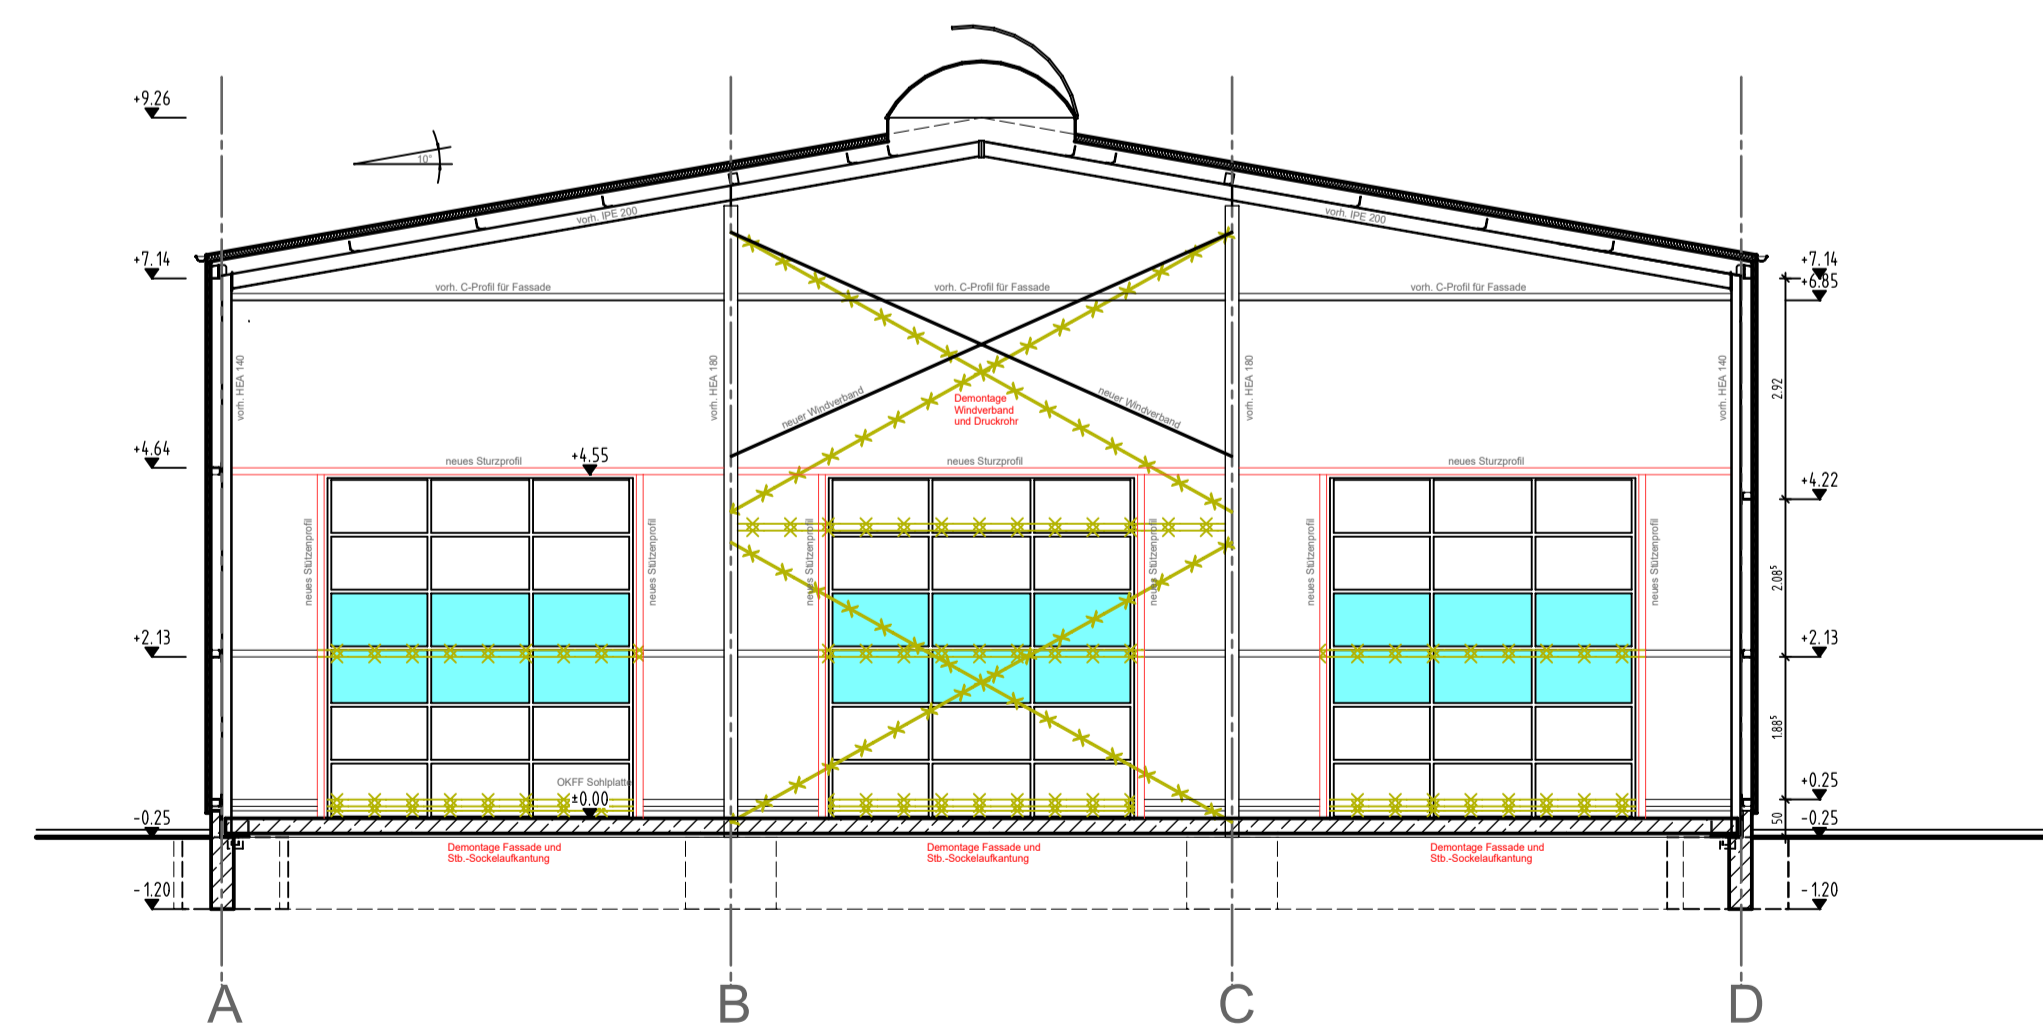 +9.26
10°
vorh. IPE 200
vorh. IPE 200
+7.14
+7.14
+6.85
vorh. C-Profil für Fassade
vorh. C-Profil für Fassade
vorh. C-Profil für Fassade
vorh. HEA 140
vorh. HEA 180
vorh. HEA 180
vorh. HEA 140
2.92
neuer Windverband
neuer Windverband
Demontage
Windverband
und Druckrohr
+4.64
neues Sturzprofil
+4.55
neues Sturzprofil
neues Sturzprofil
+4.22
neues Stützenprofil
neues Stützenprofil
neues Stützenprofil
neues Stützenprofil
neues Stützenprofil
neues Stützenprofil
2.08⁵
+2.13
+2.13
1.88⁵
OKFF Sohlplatte
±0.00
+0.25
-0.25
-0.25
50
Demontage Fassade und
Stb.-Sockelaufkantung
Demontage Fassade und
Stb.-Sockelaufkantung
Demontage Fassade und
Stb.-Sockelaufkantung
-1.20
-1.20
A
B
C
D